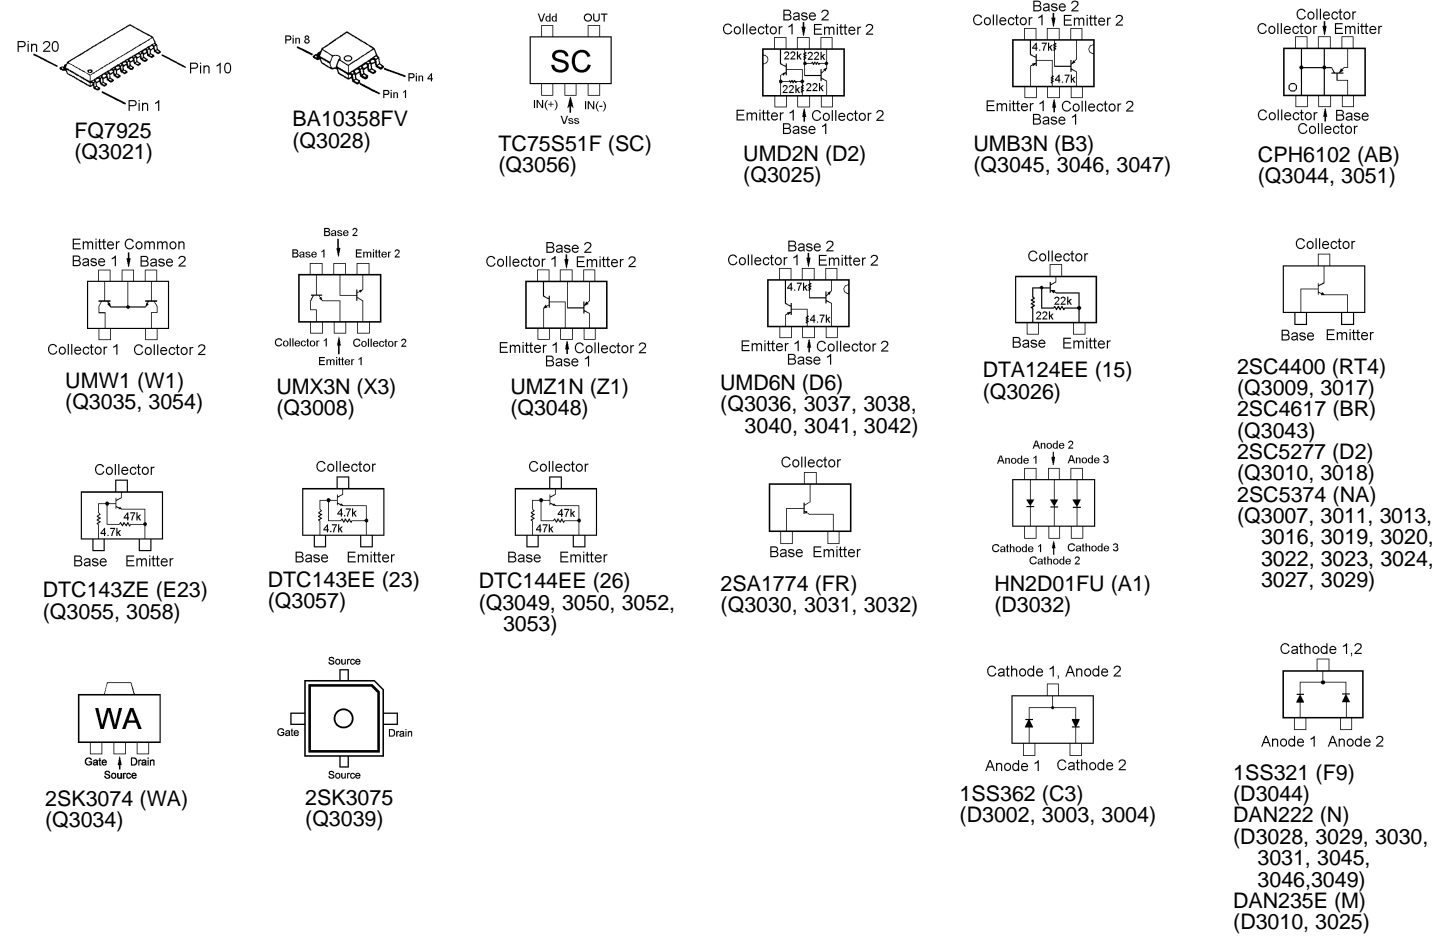 Pin 20
Pin 10
Pin 1
FQ7925
(Q3021)
Pin 8
Pin 4
Pin 1
BA10358FV
(Q3028)
Vdd OUT
SC
IN(+) IN(-)
Vss
TC75S51F (SC)
(Q3056)
Base 2
Collector 1 Emitter 2
22k 22k
22k 22k
Emitter 1 Collector 2
Base 1
UMD2N (D2)
(Q3025)
Base 2
Collector 1 Emitter 2
4.7k
4.7k
Emitter 1 Collector 2
Base 1
UMB3N (B3)
(Q3045, 3046, 3047)
Collector
Collector Emitter
Collector Base
Collector
CPH6102 (AB)
(Q3044, 3051)
Emitter Common
Base 1 Base 2
Collector 1 Collector 2
UMW1 (W1)
(Q3035, 3054)
Base 2
Base 1 Emitter 2
Collector 1 Collector 2
Emitter 1
UMX3N (X3)
(Q3008)
Base 2
Collector 1 Emitter 2
Emitter 1 Collector 2
Base 1
UMZ1N (Z1)
(Q3048)
Base 2
Collector 1 Emitter 2
4.7k
4.7k
Emitter 1 Collector 2
Base 1
UMD6N (D6)
(Q3036, 3037, 3038,
3040, 3041, 3042)
Collector
22k
22k
Base Emitter
DTA124EE (15)
(Q3026)
Collector
Base Emitter
2SC4400 (RT4)
(Q3009, 3017)
2SC4617 (BR)
(Q3043)
2SC5277 (D2)
(Q3010, 3018)
2SC5374 (NA)
(Q3007, 3011, 3013,
3016, 3019, 3020,
3022, 3023, 3024,
3027, 3029)
Collector
47k
4.7k
Base Emitter
DTC143ZE (E23)
(Q3055, 3058)
Collector
4.7k
4.7k
Base Emitter
DTC143EE (23)
(Q3057)
Collector
47k
47k
Base Emitter
DTC144EE (26)
(Q3049, 3050, 3052,
3053)
Collector
Base Emitter
2SA1774 (FR)
(Q3030, 3031, 3032)
Anode 2
Anode 1 Anode 3
Cathode 1 Cathode 3
Cathode 2
HN2D01FU (A1)
(D3032)
WA
Gate Drain
Source
2SK3074 (WA)
(Q3034)
Source
Gate Drain
Source
2SK3075
(Q3039)
Cathode 1, Anode 2
Anode 1 Cathode 2
1SS362 (C3)
(D3002, 3003, 3004)
Cathode 1,2
Anode 1 Anode 2
1SS321 (F9)
(D3044)
DAN222 (N)
(D3028, 3029, 3030,
3031, 3045,
3046,3049)
DAN235E (M)
(D3010, 3025)